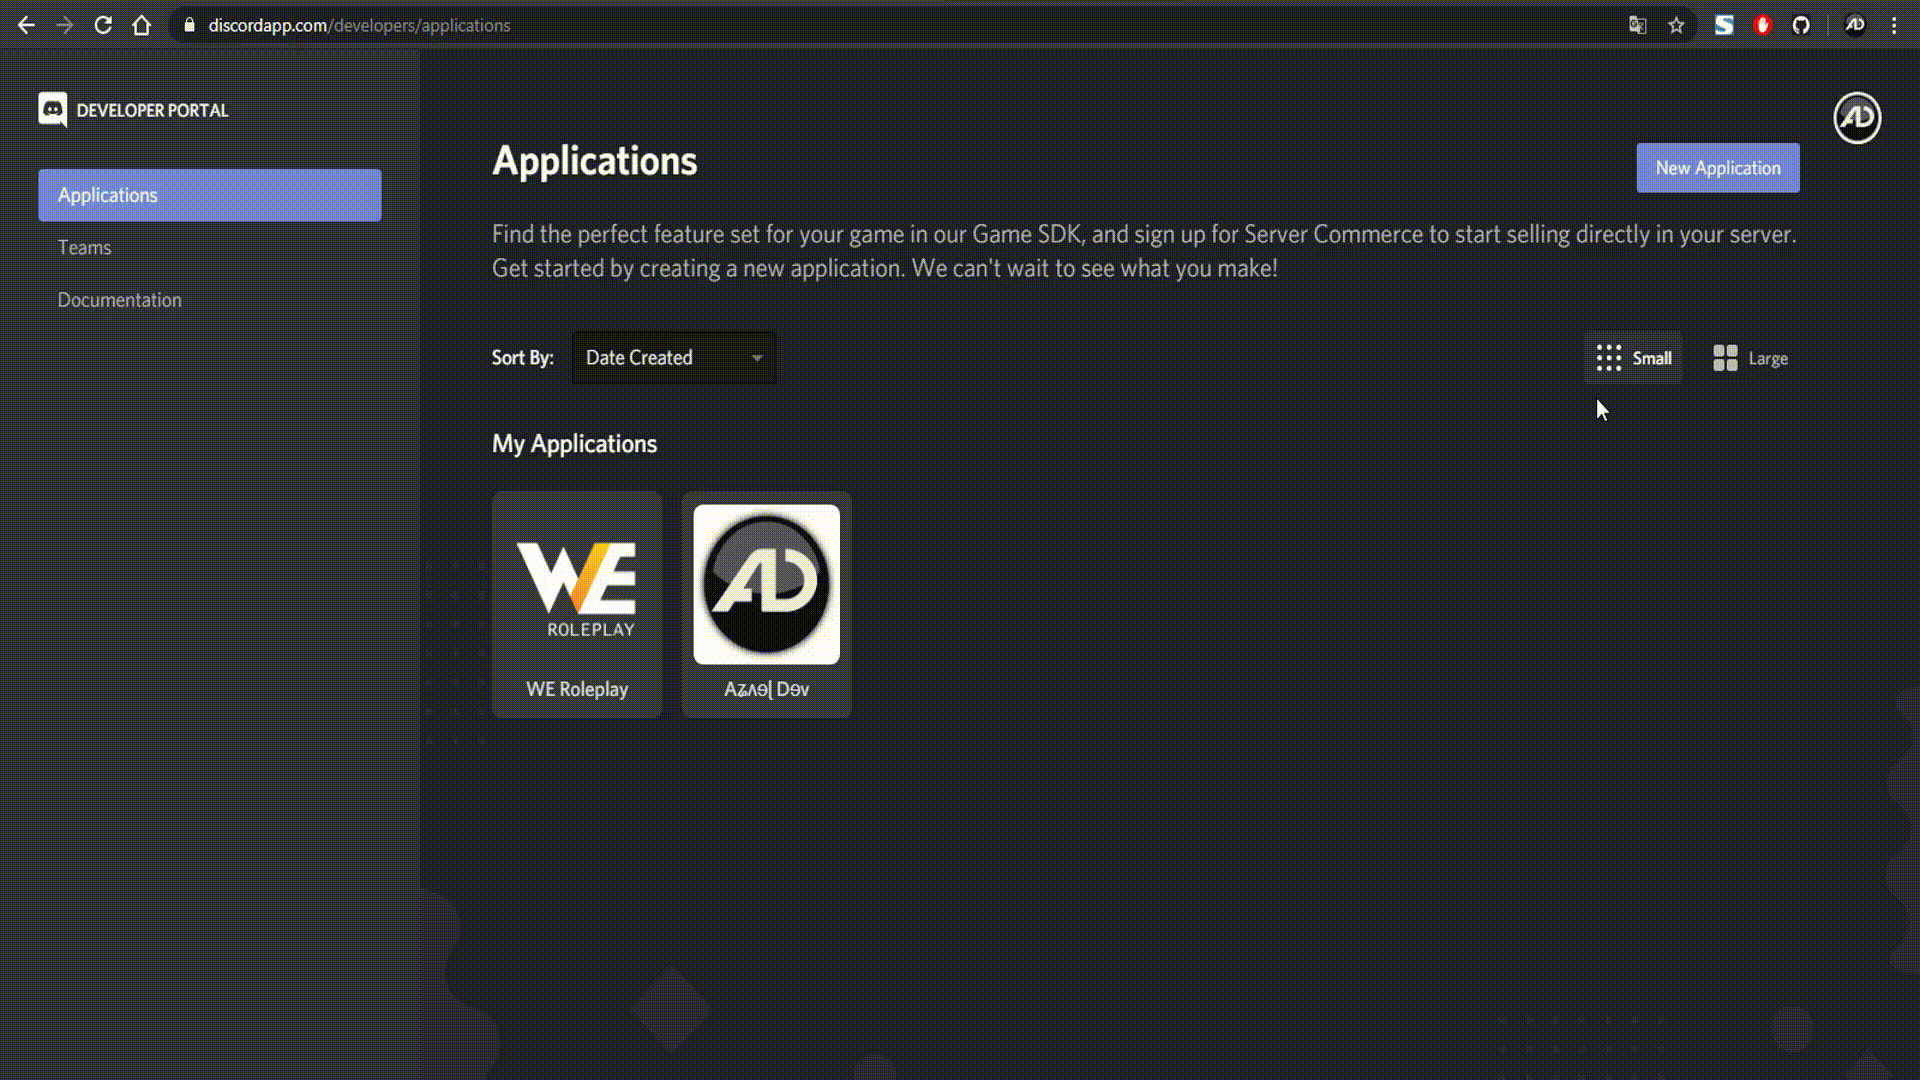 discordapp.com/developers/applications
DEVELOPER PORTAL
Applications
Teams
Documentation
Applications
New Application
Find the perfect feature set for your game in our Game SDK, and sign up for Server Commerce to start selling directly in your server.
Get started by creating a new application. We can't wait to see what you make!
Sort By: Date Created
Small Large
My Applications
WE
ROLEPLAY
WE Roleplay
AD